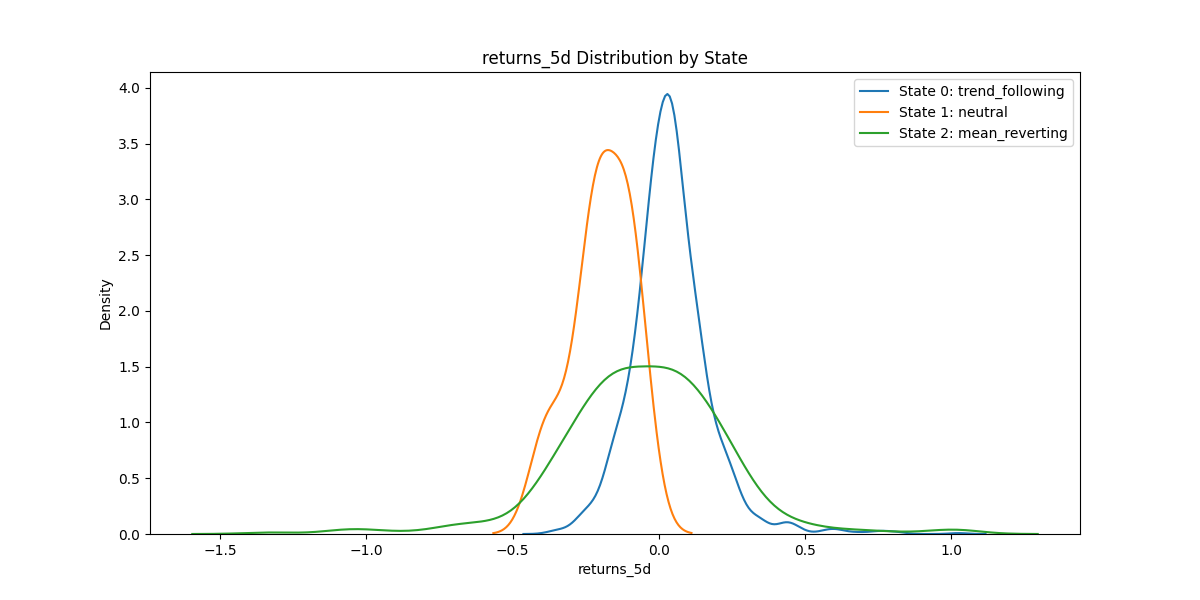 returns_5d Distribution by State
State 0: trend_following
State 1: neutral
State 2: mean_reverting
Density
4.0
3.5
3.0
2.5
2.0
1.5
1.0
0.5
0.0
−1.5
−1.0
−0.5
0.0
0.5
1.0
returns_5d